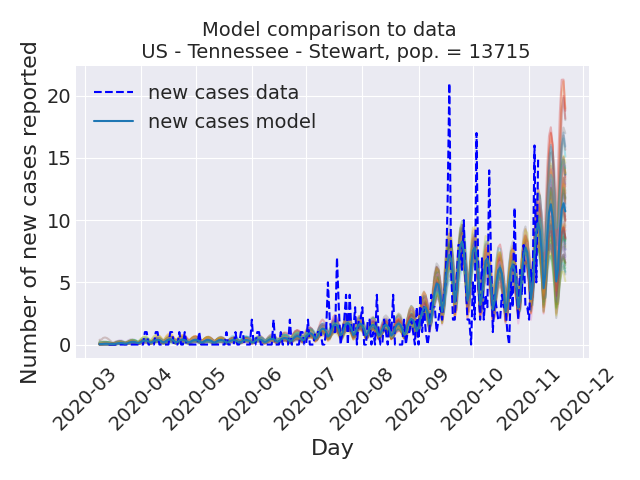 Model comparison to data
US - Tennessee - Stewart, pop. = 13715
Number of new cases reported
20
15
10
5
0
new cases data
new cases model
2020-03
2020-04
2020-05
2020-06
2020-07
2020-08
2020-09
2020-10
2020-11
2020-12
Day